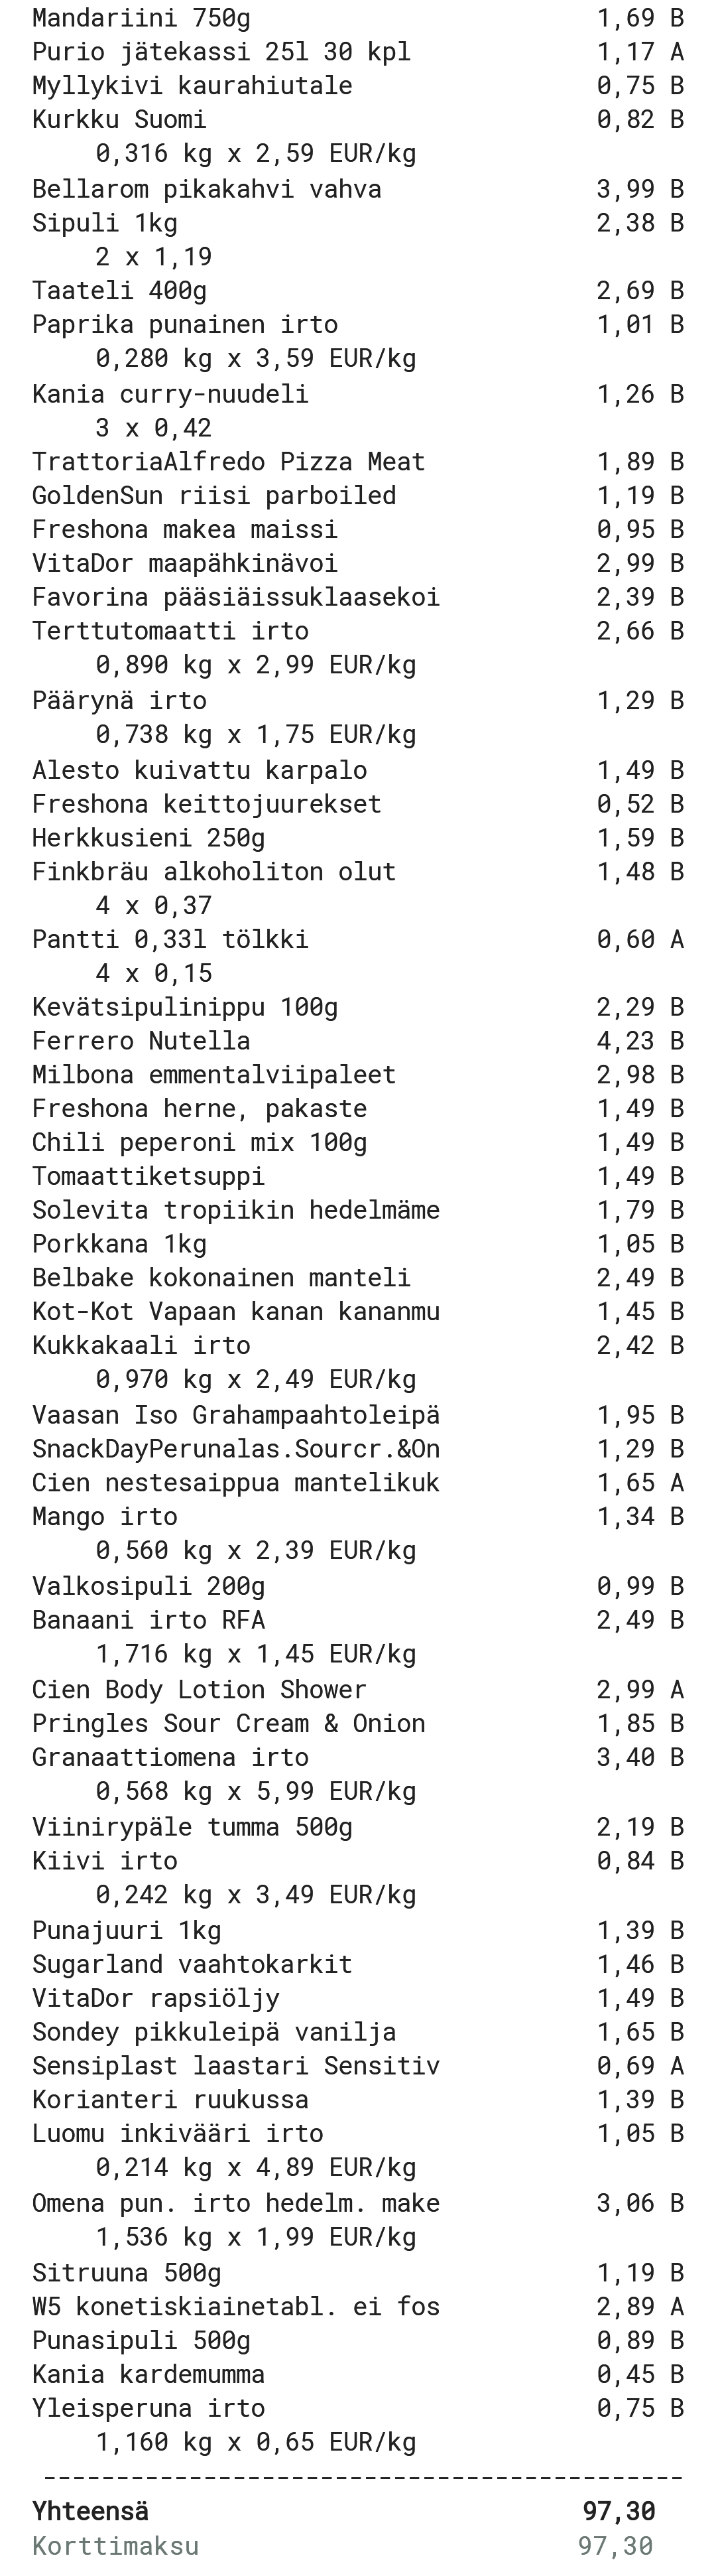 Mandariini 750g 1,69 B
Purio jätekassi 25l 30 kpl 1,17 A
Myllykivi kaurahiutale 0,75 B
Kurkku Suomi 0,82 B
0,316 kg x 2,59 EUR/kg
Bellarom pikakahvi vahva 3,99 B
Sipuli 1kg 2,38 B
2 x 1,19
Taateli 400g 2,69 B
Paprika punainen irto 1,01 B
0,280 kg x 3,59 EUR/kg
Kania curry-nuudeli 1,26 B
3 x 0,42
TrattoriaAlfredo Pizza Meat 1,89 B
GoldenSun riisi parboiled 1,19 B
Freshona makea maissi 0,95 B
VitaDor maapähkinävoi 2,99 B
Favorina pääsiäissuklaasekoi 2,39 B
Terttutomaatti irto 2,66 B
0,890 kg x 2,99 EUR/kg
Päärynä irto 1,29 B
0,738 kg x 1,75 EUR/kg
Alesto kuivattu karpalo 1,49 B
Freshona keittojuurekset 0,52 B
Herkkusieni 250g 1,59 B
Finkbräu alkoholiton olut 1,48 B
4 x 0,37
Pantti 0,33l tölkki 0,60 A
4 x 0,15
Kevätsipulinippu 100g 2,29 B
Ferrero Nutella 4,23 B
Milbona emmentalviipaleet 2,98 B
Freshona herne, pakaste 1,49 B
Chili peperoni mix 100g 1,49 B
Tomaattiketsuppi 1,49 B
Solevita tropiikin hedelmäme 1,79 B
Porkkana 1kg 1,05 B
Belbake kokonainen manteli 2,49 B
Kot-Kot Vapaan kanan kananmu 1,45 B
Kukkakaali irto 2,42 B
0,970 kg x 2,49 EUR/kg
Vaasan Iso Grahampaahtoleipä 1,95 B
SnackDayPerunalas.Sourcr.&On 1,29 B
Cien nestesaippua mantelikuk 1,65 A
Mango irto 1,34 B
0,560 kg x 2,39 EUR/kg
Valkosipuli 200g 0,99 B
Banaani irto RFA 2,49 B
1,716 kg x 1,45 EUR/kg
Cien Body Lotion Shower 2,99 A
Pringles Sour Cream & Onion 1,85 B
Granaattiomena irto 3,40 B
0,568 kg x 5,99 EUR/kg
Viinirypäle tumma 500g 2,19 B
Kiivi irto 0,84 B
0,242 kg x 3,49 EUR/kg
Punajuuri 1kg 1,39 B
Sugarland vaahtokarkit 1,46 B
VitaDor rapsiöljy 1,49 B
Sondey pikkuleipä vanilja 1,65 B
Sensiplast laastari Sensitiv 0,69 A
Korianteri ruukussa 1,39 B
Luomu inkivääri irto 1,05 B
0,214 kg x 4,89 EUR/kg
Omena pun. irto hedelm. make 3,06 B
1,536 kg x 1,99 EUR/kg
Sitruuna 500g 1,19 B
W5 konetiskiainetabl. ei fos 2,89 A
Punasipuli 500g 0,89 B
Kania kardemumma 0,45 B
Yleisperuna irto 0,75 B
1,160 kg x 0,65 EUR/kg
--------------------------------------------
Yhteensä 97,30
Korttimaksu 97,30